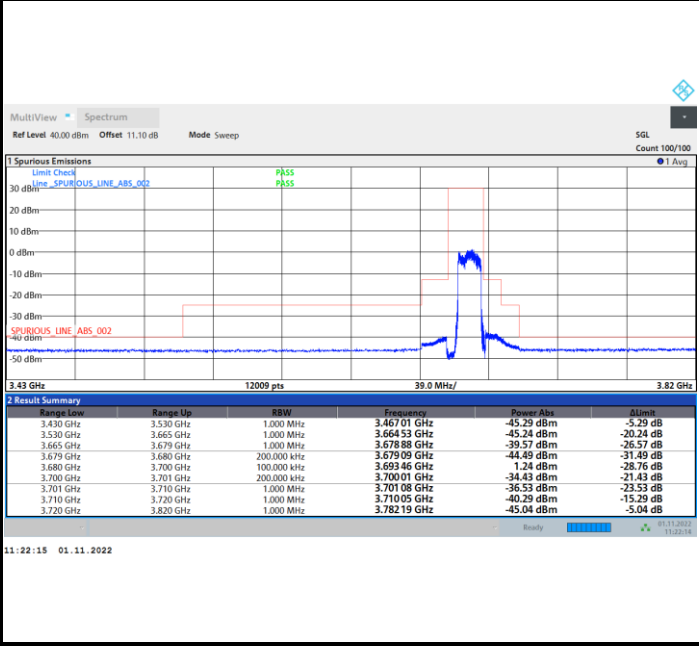 MultiView Spectrum
Ref Level 40.00 dBm Offset 11.10 dB Mode Sweep SGL
Count 100/100
1 Spurious Emissions 1 Avg
Limit Check PASS
Line _SPURIOUS_LINE_ABS_002 PASS
30 dBm
20 dBm
10 dBm
0 dBm
-10 dBm
-20 dBm
-30 dBm
_SPURIOUS_LINE_ABS_002
-40 dBm
-50 dBm
3.43 GHz 12009 pts 39.0 MHz/ 3.82 GHz
2 Result Summary
Range Low Range Up RBW Frequency Power Abs ΔLimit
3.430 GHz 3.530 GHz 1.000 MHz 3.467 01 GHz -45.29 dBm -5.29 dB
3.530 GHz 3.665 GHz 1.000 MHz 3.664 53 GHz -45.24 dBm -20.24 dB
3.665 GHz 3.679 GHz 1.000 MHz 3.678 88 GHz -39.57 dBm -26.57 dB
3.679 GHz 3.680 GHz 200.000 kHz 3.679 09 GHz -44.49 dBm -31.49 dB
3.680 GHz 3.700 GHz 100.000 kHz 3.693 46 GHz 1.24 dBm -28.76 dB
3.700 GHz 3.701 GHz 200.000 kHz 3.700 01 GHz -34.43 dBm -21.43 dB
3.701 GHz 3.710 GHz 1.000 MHz 3.701 08 GHz -36.53 dBm -23.53 dB
3.710 GHz 3.720 GHz 1.000 MHz 3.710 05 GHz -40.29 dBm -15.29 dB
3.720 GHz 3.820 GHz 1.000 MHz 3.782 19 GHz -45.04 dBm -5.04 dB
Ready 01.11.2022
11:22:14
11:22:15 01.11.2022